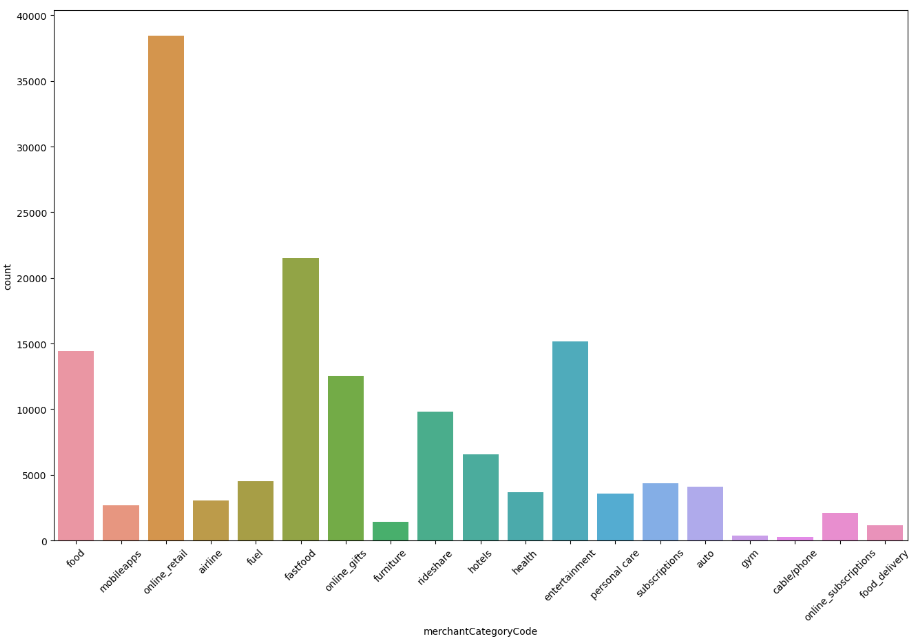 40000
35000
30000
25000
20000
15000
10000
5000
0
count
food
mobileapps
online_retail
airline
fuel
fastfood
online_gifts
furniture
rideshare
hotels
health
entertainment
personal care
subscriptions
auto
gym
cable/phone
online_subscriptions
food_delivery
merchantCategoryCode